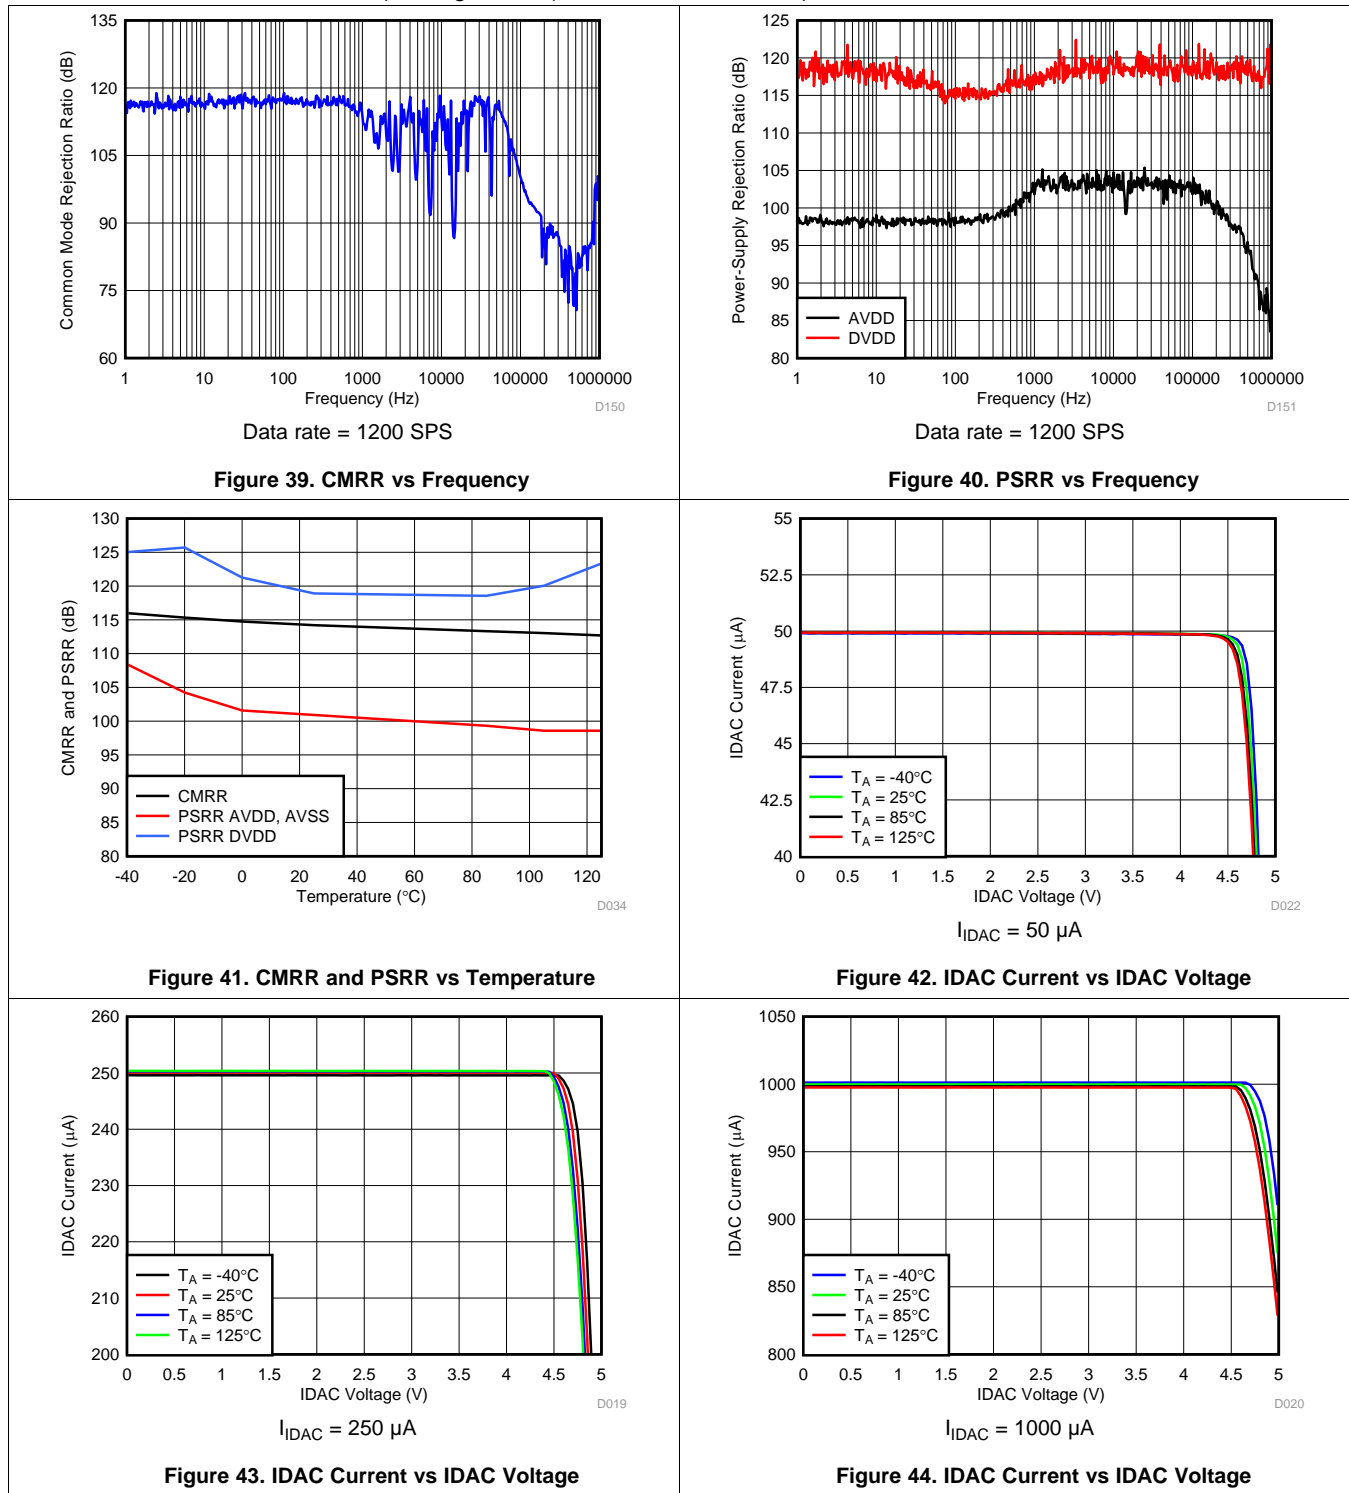 135
120
105
90
75
60
Common Mode Rejection Ratio (dB)
1 10 100 1000 10000 100000 1000000
Frequency (Hz)
D150
Data rate = 1200 SPS
Figure 39. CMRR vs Frequency
125
120
115
110
105
100
95
90
85
80
Power-Supply Rejection Ratio (dB)
AVDD
DVDD
1 10 100 1000 10000 100000 1000000
Frequency (Hz)
D151
Data rate = 1200 SPS
Figure 40. PSRR vs Frequency
130
125
120
115
110
105
100
95
90
85
80
CMRR and PSRR (dB)
CMRR
PSRR AVDD, AVSS
PSRR DVDD
-40 -20 0 20 40 60 80 100 120
Temperature (°C)
D034
Figure 41. CMRR and PSRR vs Temperature
55
52.5
50
47.5
45
42.5
40
IDAC Current (μA)
TA = -40°C
TA = 25°C
TA = 85°C
TA = 125°C
0 0.5 1 1.5 2 2.5 3 3.5 4 4.5 5
IDAC Voltage (V)
D022
IIDAC = 50 μA
Figure 42. IDAC Current vs IDAC Voltage
260
250
240
230
220
210
200
IDAC Current (μA)
TA = -40°C
TA = 25°C
TA = 85°C
TA = 125°C
0 0.5 1 1.5 2 2.5 3 3.5 4 4.5 5
IDAC Voltage (V)
D019
IIDAC = 250 μA
Figure 43. IDAC Current vs IDAC Voltage
1050
1000
950
900
850
800
IDAC Current (μA)
TA = -40°C
TA = 25°C
TA = 85°C
TA = 125°C
0 0.5 1 1.5 2 2.5 3 3.5 4 4.5 5
IDAC Voltage (V)
D020
IIDAC = 1000 μA
Figure 44. IDAC Current vs IDAC Voltage